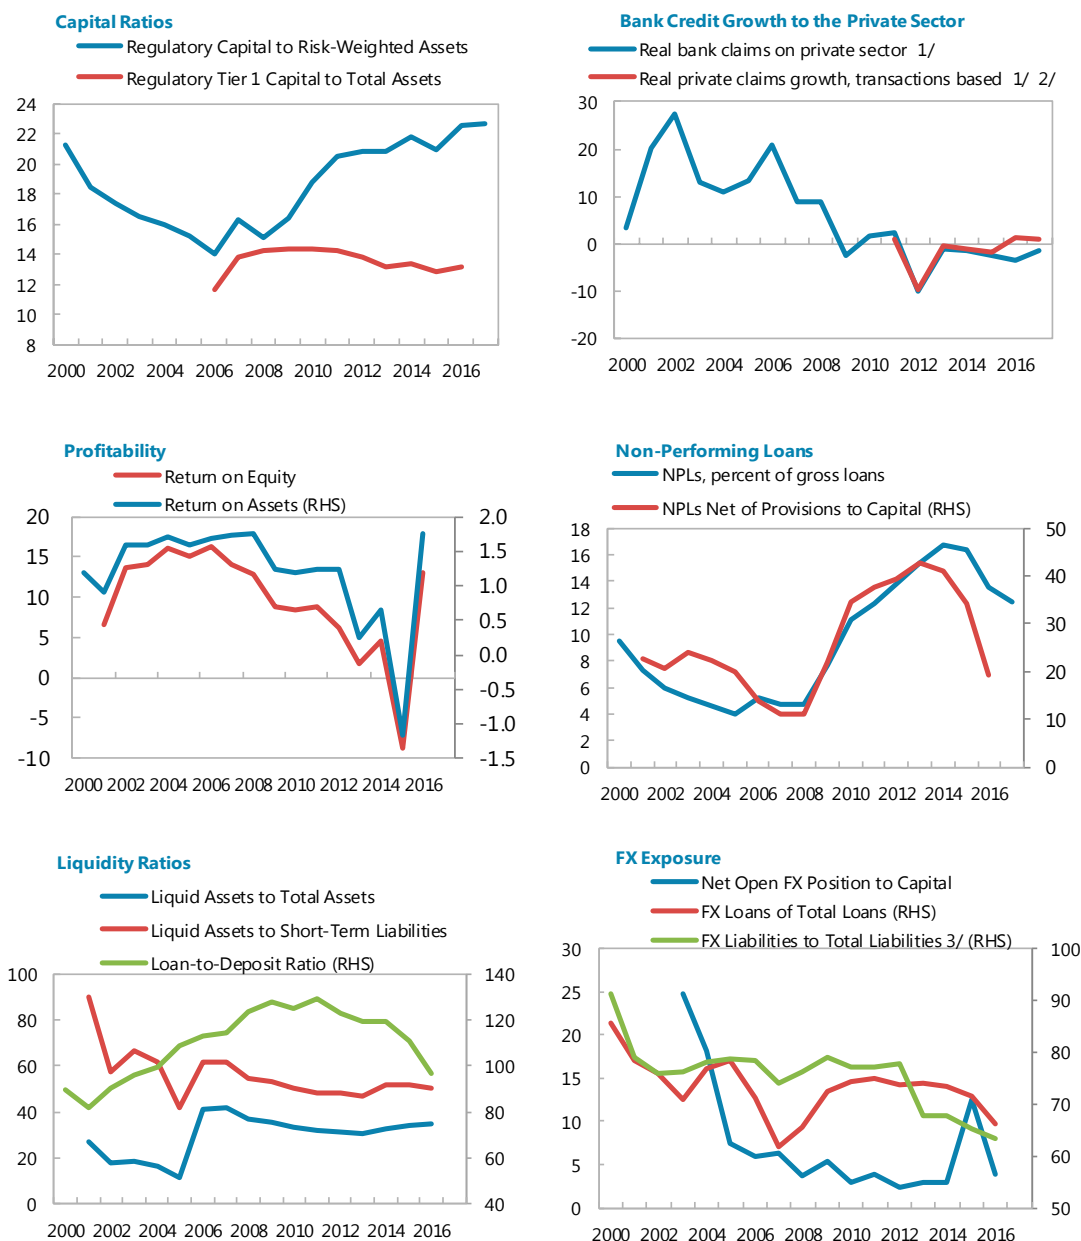 Capital Ratios
Regulatory Capital to Risk-Weighted Assets
Regulatory Tier 1 Capital to Total Assets
24
22
20
18
16
14
12
10
8
2000 2002 2004 2006 2008 2010 2012 2014 2016
Bank Credit Growth to the Private Sector
Real bank claims on private sector 1/
Real private claims growth, transactions based 1/ 2/
30
20
10
0
-10
-20
2000 2002 2004 2006 2008 2010 2012 2014 2016
Profitability
Return on Equity
Return on Assets (RHS)
20 2.0
15 1.5
10 1.0
5 0.5
0 0.0
-5 -0.5
-10 -1.0
-1.5
2000 2002 2004 2006 2008 2010 2012 2014 2016
Non-Performing Loans
NPLs, percent of gross loans
NPLs Net of Provisions to Capital (RHS)
18 50
16 40
14 30
12 20
10 10
8 0
6
4
2
0
2000 2002 2004 2006 2008 2010 2012 2014 2016
Liquidity Ratios
Liquid Assets to Total Assets
Liquid Assets to Short-Term Liabilities
Loan-to-Deposit Ratio (RHS)
100 140
80 120
60 100
40 80
20 60
0 40
2000 2002 2004 2006 2008 2010 2012 2014 2016
FX Exposure
Net Open FX Position to Capital
FX Loans of Total Loans (RHS)
FX Liabilities to Total Liabilities 3/ (RHS)
30 100
25 90
20 80
15 70
10 60
5 50
0
2000 2002 2004 2006 2008 2010 2012 2014 2016